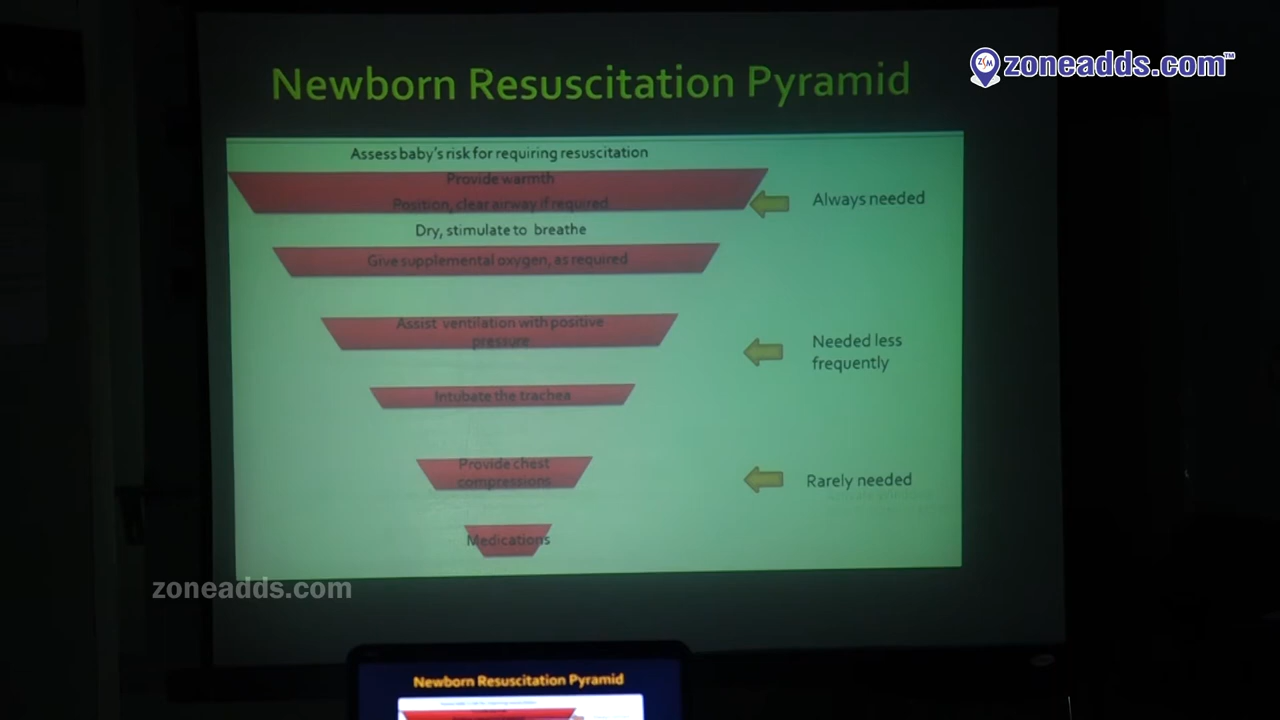 zoneadds.com™
Newborn Resuscitation Pyramid
Assess baby's risk for requiring resuscitation
Provide warmth
Position, clear airway if required
Always needed
Dry, stimulate to breathe
Give supplemental oxygen, as required
Assist ventilation with positive
pressure
Needed less
frequently
Intubate the trachea
Provide chest
compressions
Rarely needed
Medications
zoneadds.com
Newborn Resuscitation Pyramid